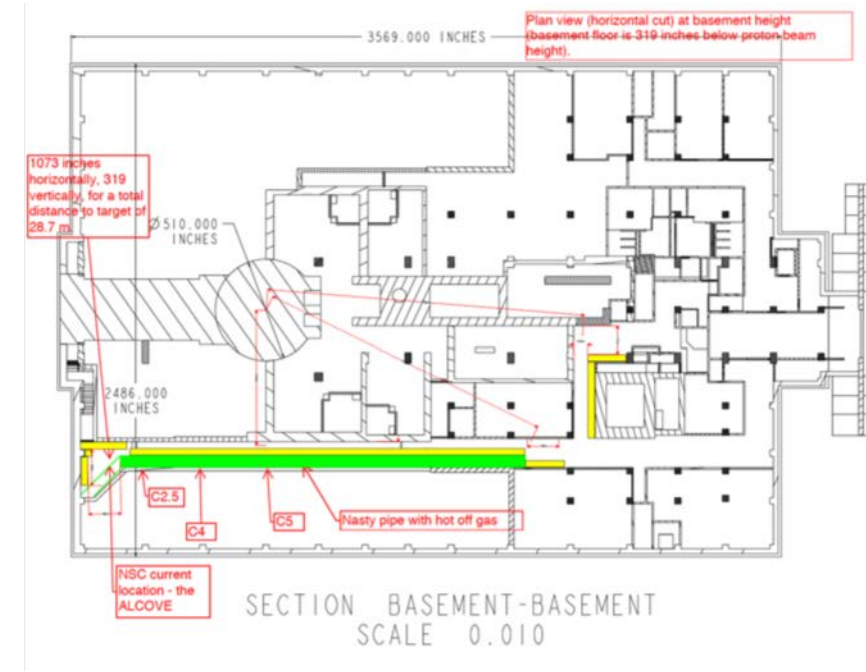 3569.000 INCHES
Plan view (horizontal cut) at basement height
(basement floor is 319 inches below proton beam
height).
1073 inches
horizontally, 319
vertically, for a total
distance to target of
28.7 m
Ø510.000
INCHES
2486.000
INCHES
C2.5
C4
C5
Nasty pipe with hot off gas
NSC current
location - the
ALCOVE
SECTION BASEMENT-BASEMENT
SCALE 0.010